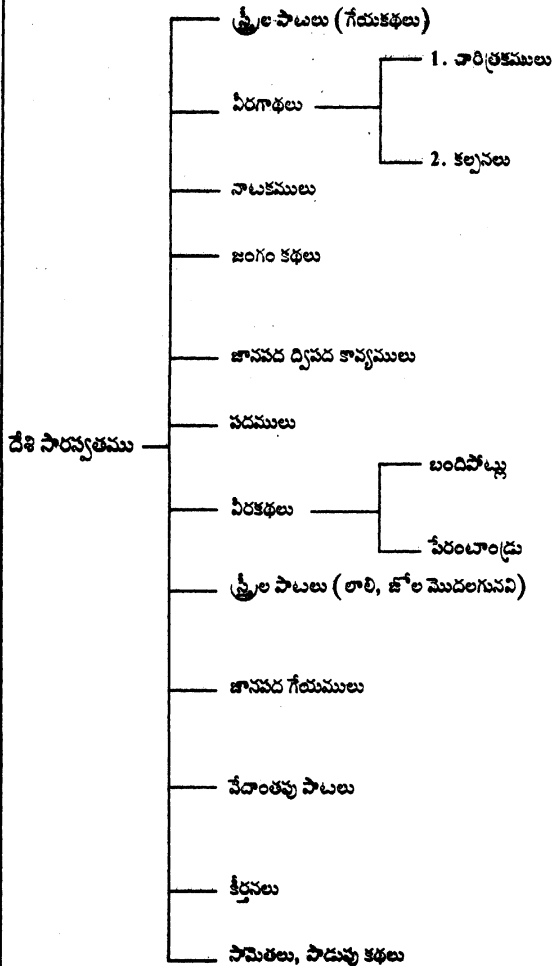 స్త్రీల పాటలు (గేయకథలు)
1. చారిత్రకములు
వీరగాథలు
2. కల్పనలు
నాటకములు
జంగం కథలు
జానపద ద్విపద కావ్యములు
పదములు
దేశి సారస్వతము
బందిపోట్లు
వీరకథలు
పేరంటాండ్రు
స్త్రీల పాటలు (లాలి, జోల మొదలగునవి)
జానపద గేయములు
వేదాంతపు పాటలు
కీర్తనలు
సామెతలు, పొడుపు కథలు